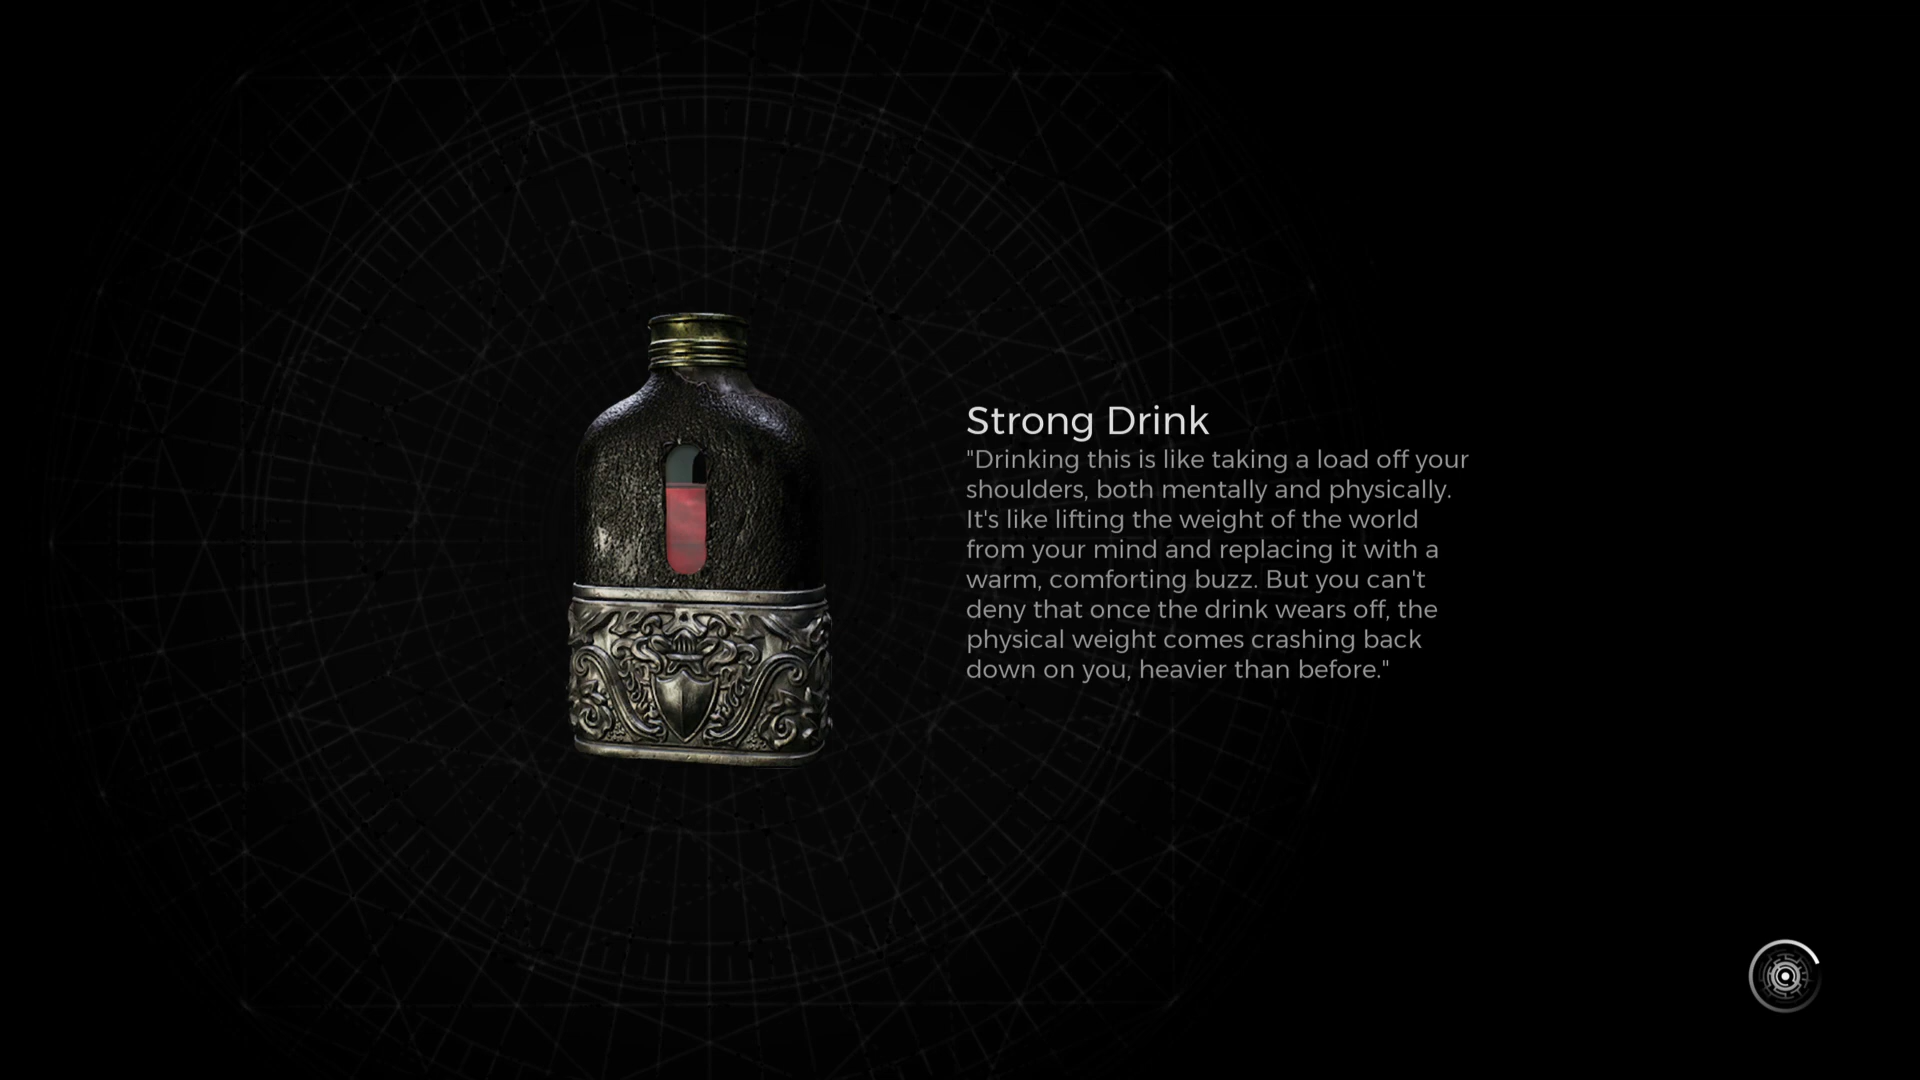 Strong Drink
"Drinking this is like taking a load off your
shoulders, both mentally and physically.
It's like lifting the weight of the world
from your mind and replacing it with a
warm, comforting buzz. But you can't
deny that once the drink wears off, the
physical weight comes crashing back
down on you, heavier than before."